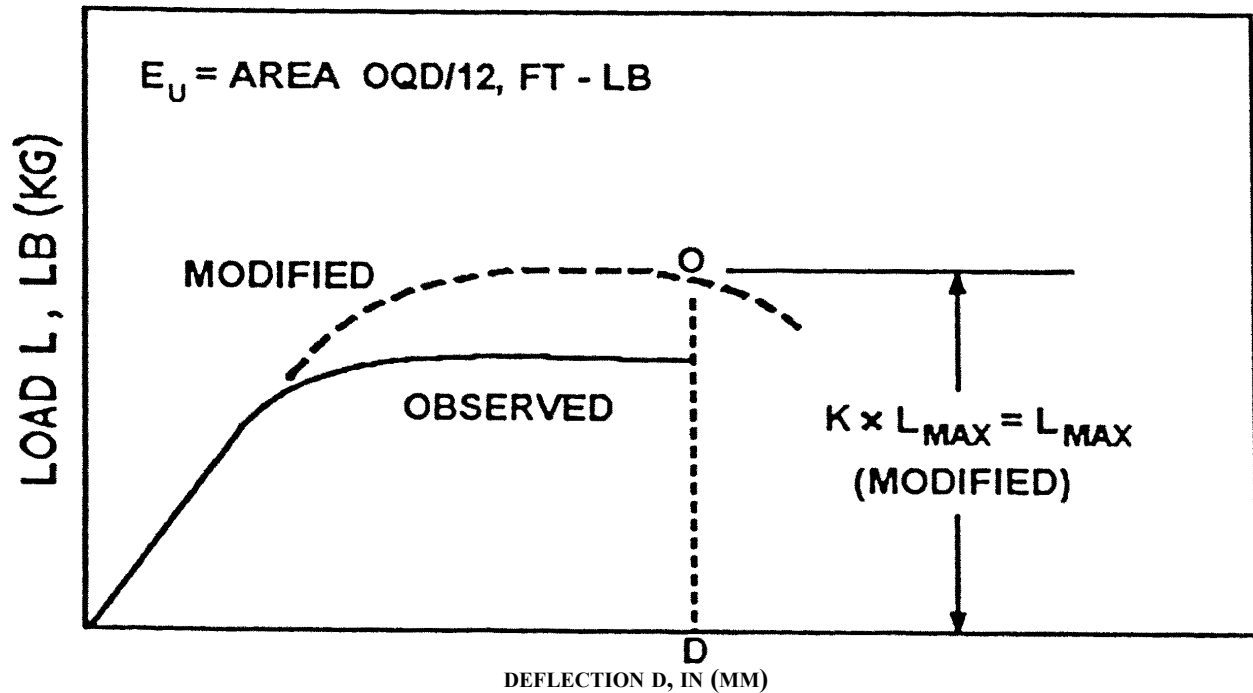 E_U = AREA OQD/12, FT - LB
LOAD L, LB (KG)
MODIFIED
O
OBSERVED
K × L_MAX = L_MAX
(MODIFIED)
D
DEFLECTION D, IN (MM)